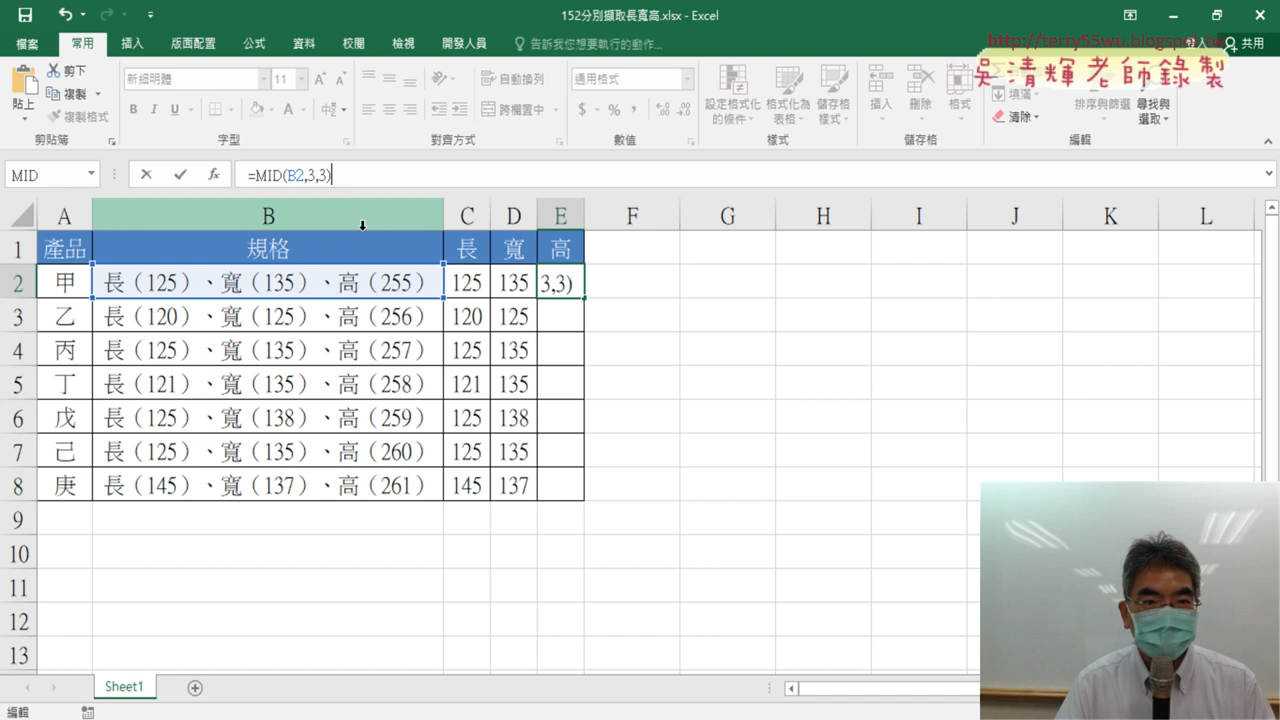 152分別擷取長寬高.xlsx - Excel
檔案 常用 插入 版面配置 公式 資料 校閱 檢視 開發人員 告訴我您想要執行的動作... 共用
http://terry55wu.blogspot.tw
吳清輝老師錄製
貼上 剪下 複製 複製格式 剪貼簿
新細明體 11 B I U A 中 字型
自動換列 跨欄置中 對齊方式
通用格式 $ % , 數值
設定格式化的條件 格式化為表格 儲存格樣式 樣式
插入 刪除 格式 儲存格
填滿 清除 排序與篩選 尋找與選取 編輯
MID fx =MID(B2,3,3)
A B C D E F G H I J K L
1 產品 規格 長 寬 高
2 甲 長（125）、寬（135）、高（255） 125 135 3,3)
3 乙 長（120）、寬（125）、高（256） 120 125
4 丙 長（125）、寬（135）、高（257） 125 135
5 丁 長（121）、寬（135）、高（258） 121 135
6 戊 長（125）、寬（138）、高（259） 125 138
7 己 長（125）、寬（135）、高（260） 125 135
8 庚 長（145）、寬（137）、高（261） 145 137
9
10
11
12
13
Sheet1
編輯